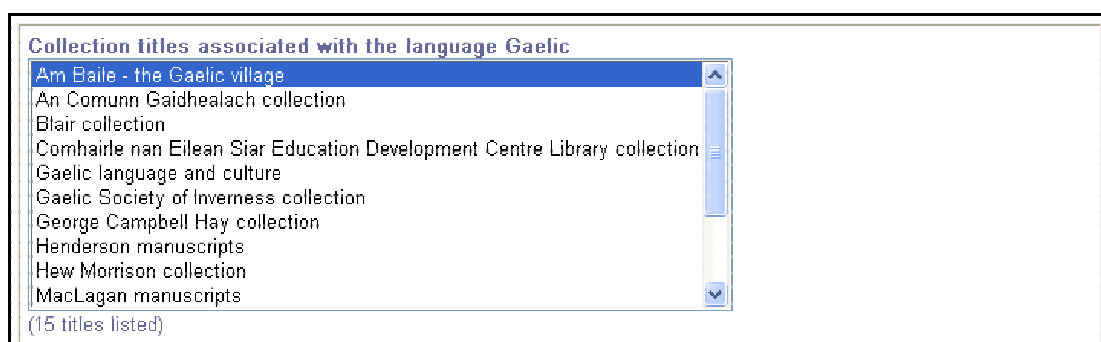 Collection titles associated with the language Gaelic
Am Baile - the Gaelic village
An Comunn Gaidhealach collection
Blair collection
Comhairle nan Eilean Siar Education Development Centre Library collection
Gaelic language and culture
Gaelic Society of Inverness collection
George Campbell Hay collection
Henderson manuscripts
Hew Morrison collection
MacLagan manuscripts
(15 titles listed)